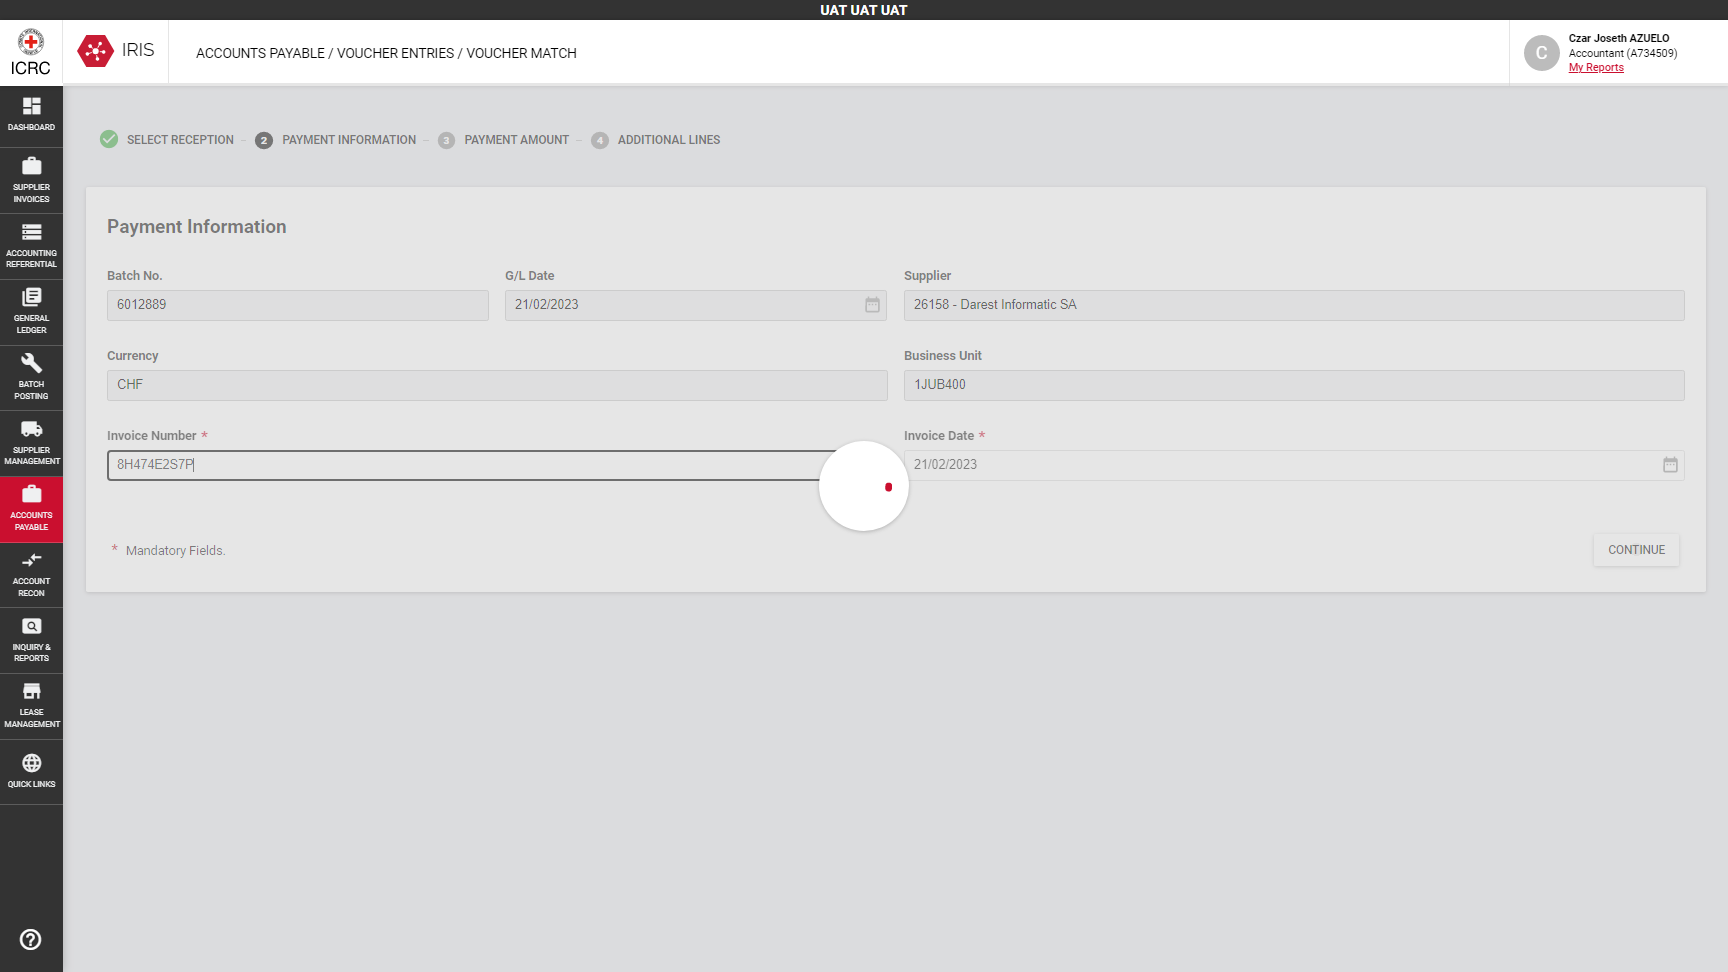 UAT UAT UAT
ICRC
IRIS
ACCOUNTS PAYABLE / VOUCHER ENTRIES / VOUCHER MATCH
C
Czar Joseth AZUELO
Accountant (A734509)
My Reports
DASHBOARD
SUPPLIER
INVOICES
ACCOUNTING
REFERENTIAL
GENERAL
LEDGER
BATCH
POSTING
SUPPLIER
MANAGEMENT
ACCOUNTS
PAYABLE
ACCOUNT
RECON
INQUIRY &
REPORTS
LEASE
MANAGEMENT
QUICK LINKS
SELECT RECEPTION – 2 PAYMENT INFORMATION – 3 PAYMENT AMOUNT – 4 ADDITIONAL LINES
Payment Information
Batch No.
6012889
G/L Date
21/02/2023
Supplier
26158 - Darest Informatic SA
Currency
CHF
Business Unit
1JUB400
Invoice Number *
8H474E2S7P
Invoice Date *
21/02/2023
* Mandatory Fields.
CONTINUE